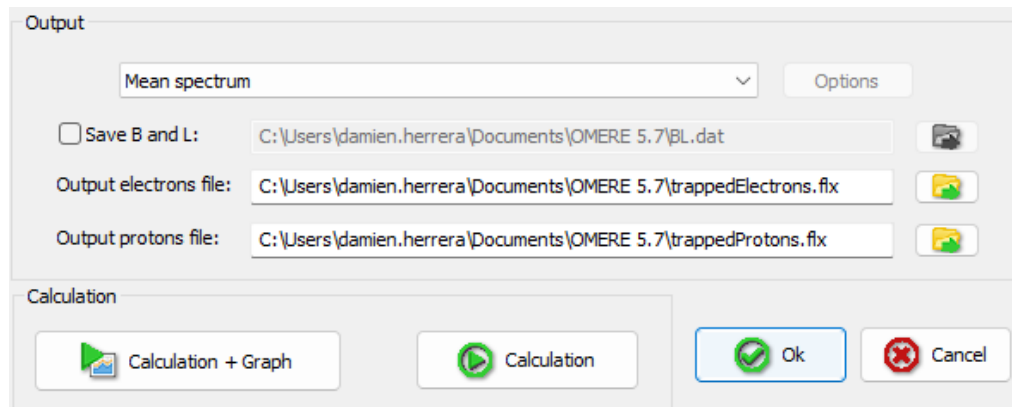 Output
Mean spectrum
Options
Save B and L:
C:\Users\damien.herrera\Documents\OMERE 5.7\BL.dat
Output electrons file:
C:\Users\damien.herrera\Documents\OMERE 5.7\trappedElectrons.flx
Output protons file:
C:\Users\damien.herrera\Documents\OMERE 5.7\trappedProtons.flx
Calculation
Calculation + Graph
Calculation
Ok
Cancel